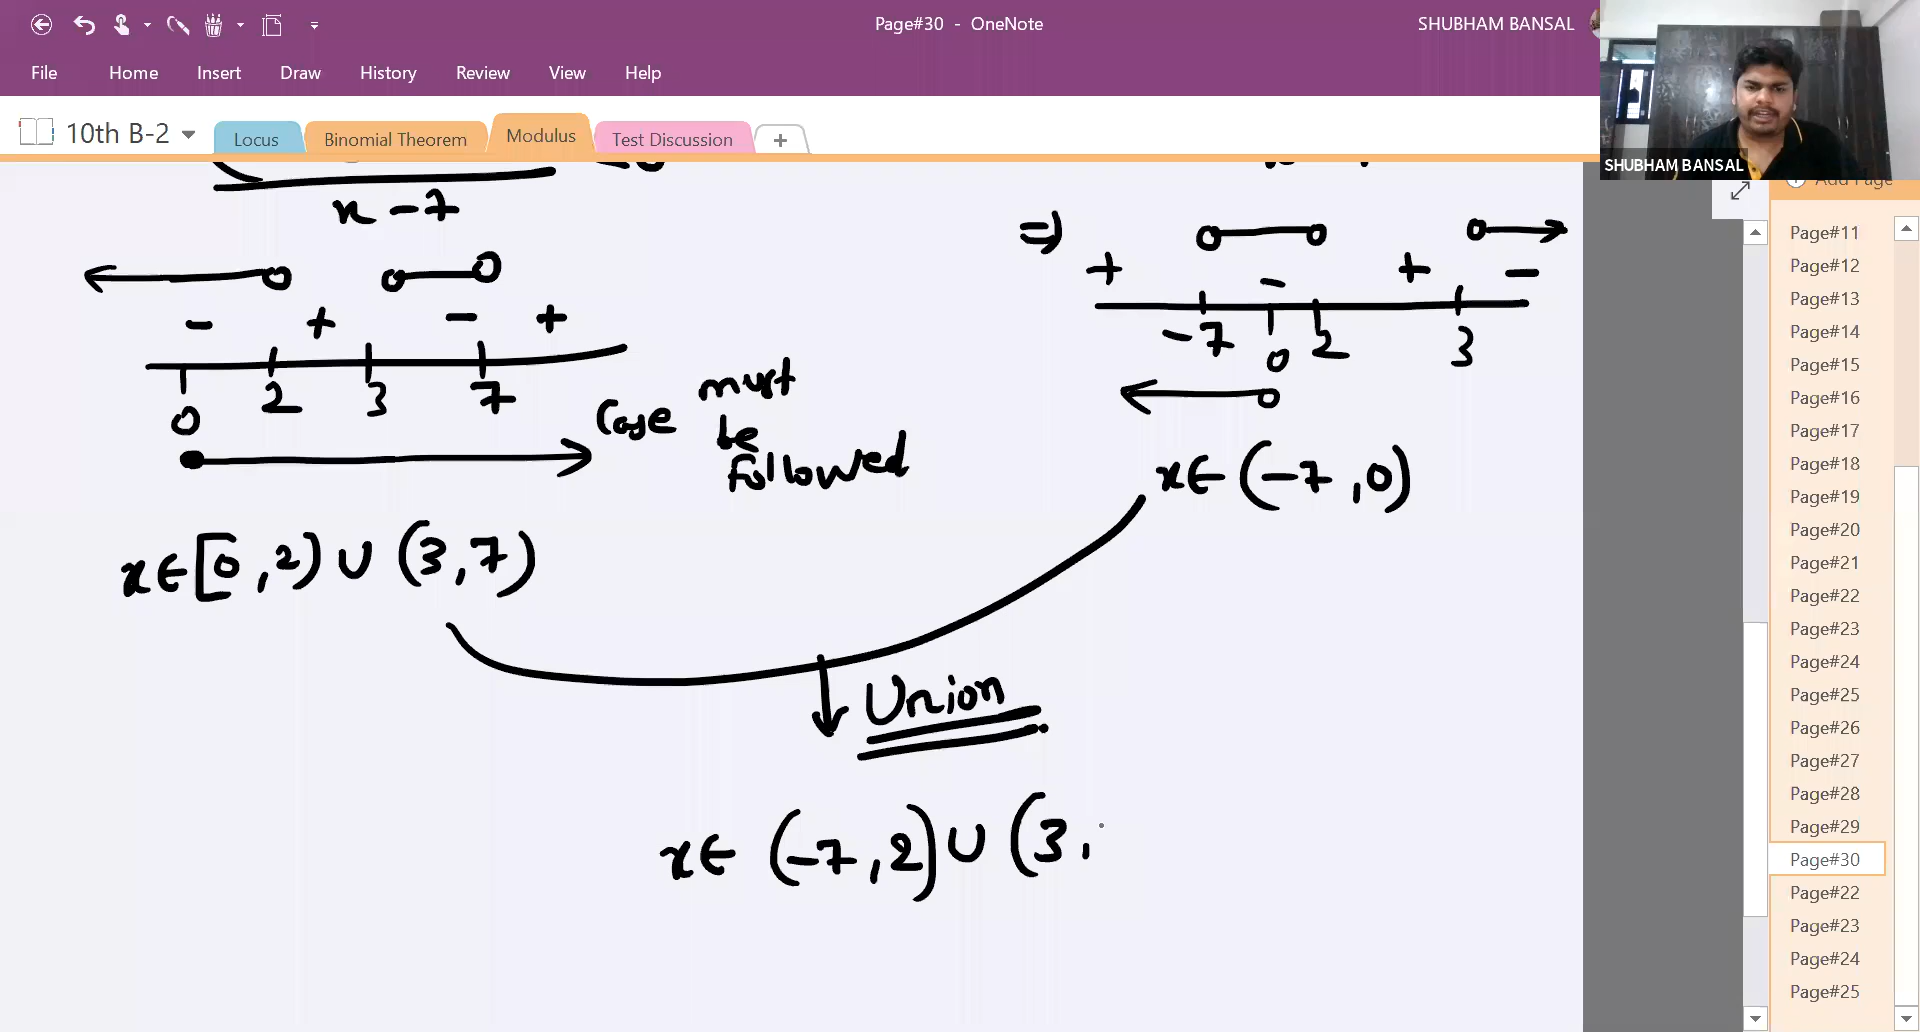 Page#30 - OneNote
SHUBHAM BANSAL
File Home Insert Draw History Review View Help
10th B-2
Locus
Binomial Theorem
Modulus
Test Discussion
+
SHUBHAM BANSAL
Add Page
x-7
- + - +
0 2 3 7
Case must be followed
x∈[0,2)∪(3,7)
=>
+ - + -
-7 0 2 3
x∈(-7,0)
Union
x∈(-7,2)∪(3,
Page#11
Page#12
Page#13
Page#14
Page#15
Page#16
Page#17
Page#18
Page#19
Page#20
Page#21
Page#22
Page#23
Page#24
Page#25
Page#26
Page#27
Page#28
Page#29
Page#30
Page#22
Page#23
Page#24
Page#25